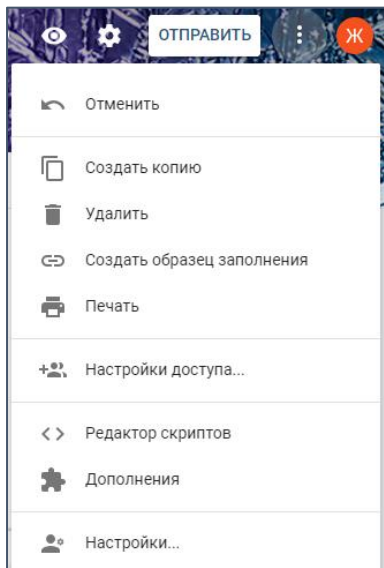 ОТПРАВИТЬ
Ж
Отменить
Создать копию
Удалить
Создать образец заполнения
Печать
Настройки доступа...
Редактор скриптов
Дополнения
Настройки...